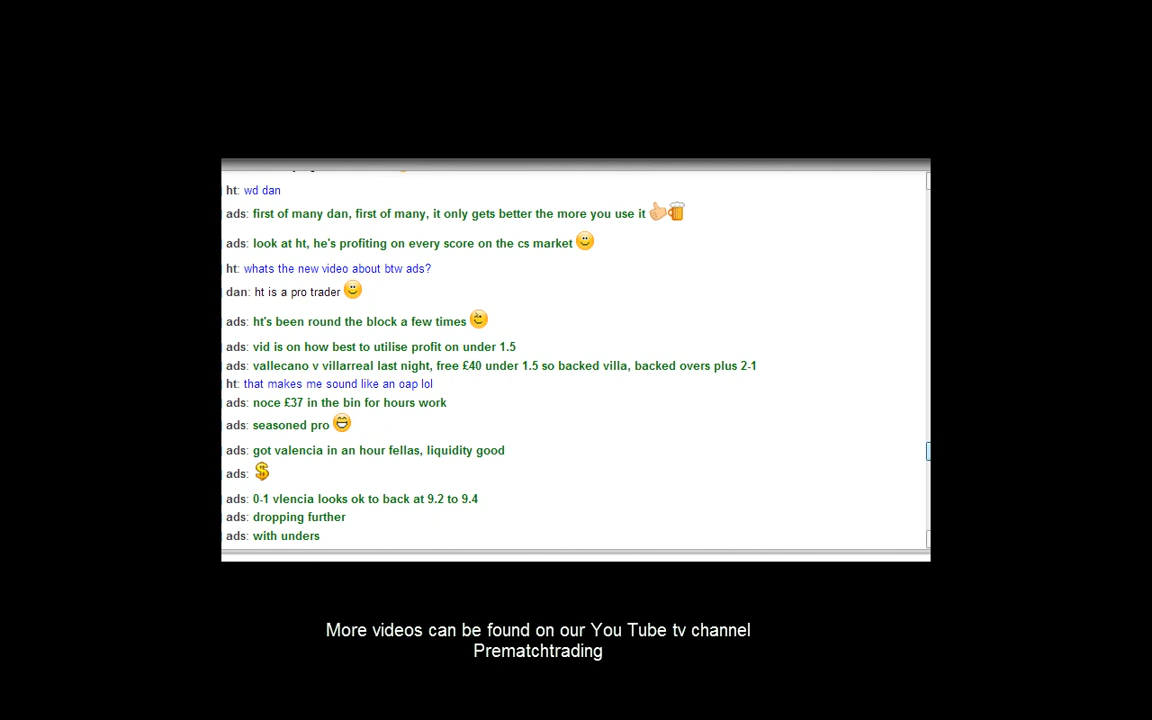 ht: wd dan
ads: first of many dan, first of many, it only gets better the more you use it
ads: look at ht, he's profiting on every score on the cs market
ht: whats the new video about btw ads?
dan: ht is a pro trader
ads: ht's been round the block a few times
ads: vid is on how best to utilise profit on under 1.5
ads: vallecano v villarreal last night, free £40 under 1.5 so backed villa, backed overs plus 2-1
ht: that makes me sound like an oap lol
ads: noce £37 in the bin for hours work
ads: seasoned pro
ads: got valencia in an hour fellas, liquidity good
ads:
ads: 0-1 vlencia looks ok to back at 9.2 to 9.4
ads: dropping further
ads: with unders
More videos can be found on our You Tube tv channel
Prematchtrading